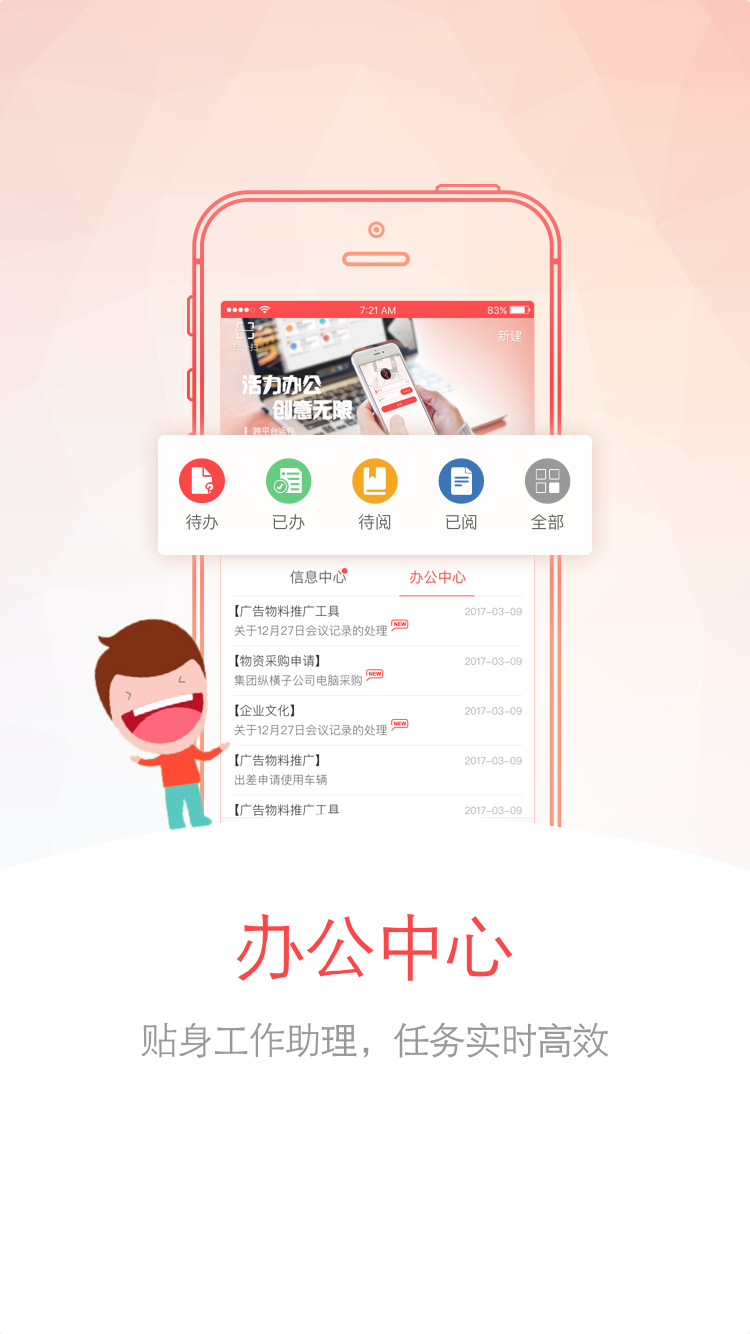 7:21 AM
83%
新建
活力办公
创意无限
跨平台运行
待办
已办
待阅
已阅
全部
信息中心
办公中心
【广告物料推广工具
2017-03-09
关于12月27日会议记录的处理 NEW
【物资采购申请】
2017-03-09
集团纵横子公司电脑采购 NEW
【企业文化】
2017-03-09
关于12月27日会议记录的处理 NEW
【广告物料推广】
2017-03-09
出差申请使用车辆
【广告物料推广工具
2017-03-09
办公中心
贴身工作助理，任务实时高效